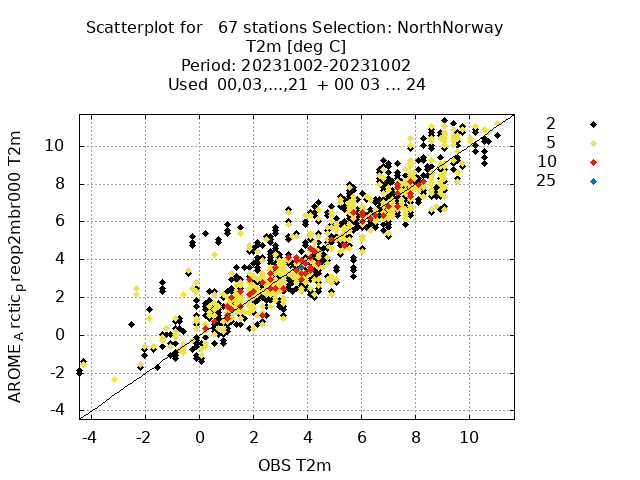 Scatterplot for   67 stations Selection: NorthNorway
T2m [deg C]
Period: 20231002-20231002
Used  00,03,...,21  + 00 03 ... 24
AROME_Arctic_preop2mbr000 T2m
10
8
6
4
2
0
-2
-4
-4 -2 0 2 4 6 8 10
OBS T2m
2
5
10
25